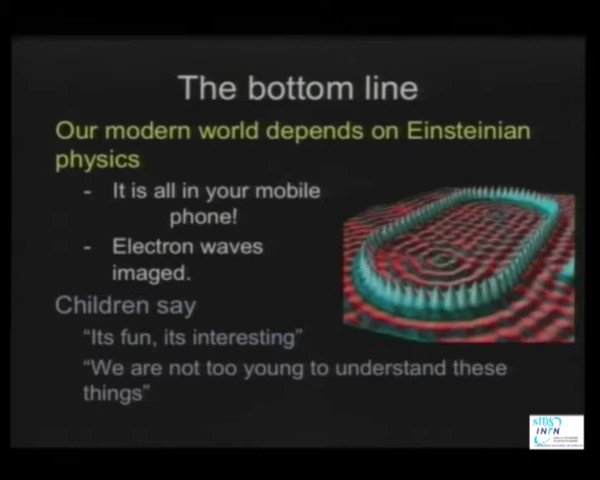 The bottom line
Our modern world depends on Einsteinian
physics
- It is all in your mobile
phone!
- Electron waves
imaged.
Children say
“Its fun, its interesting”
“We are not too young to understand these
things”
INFN